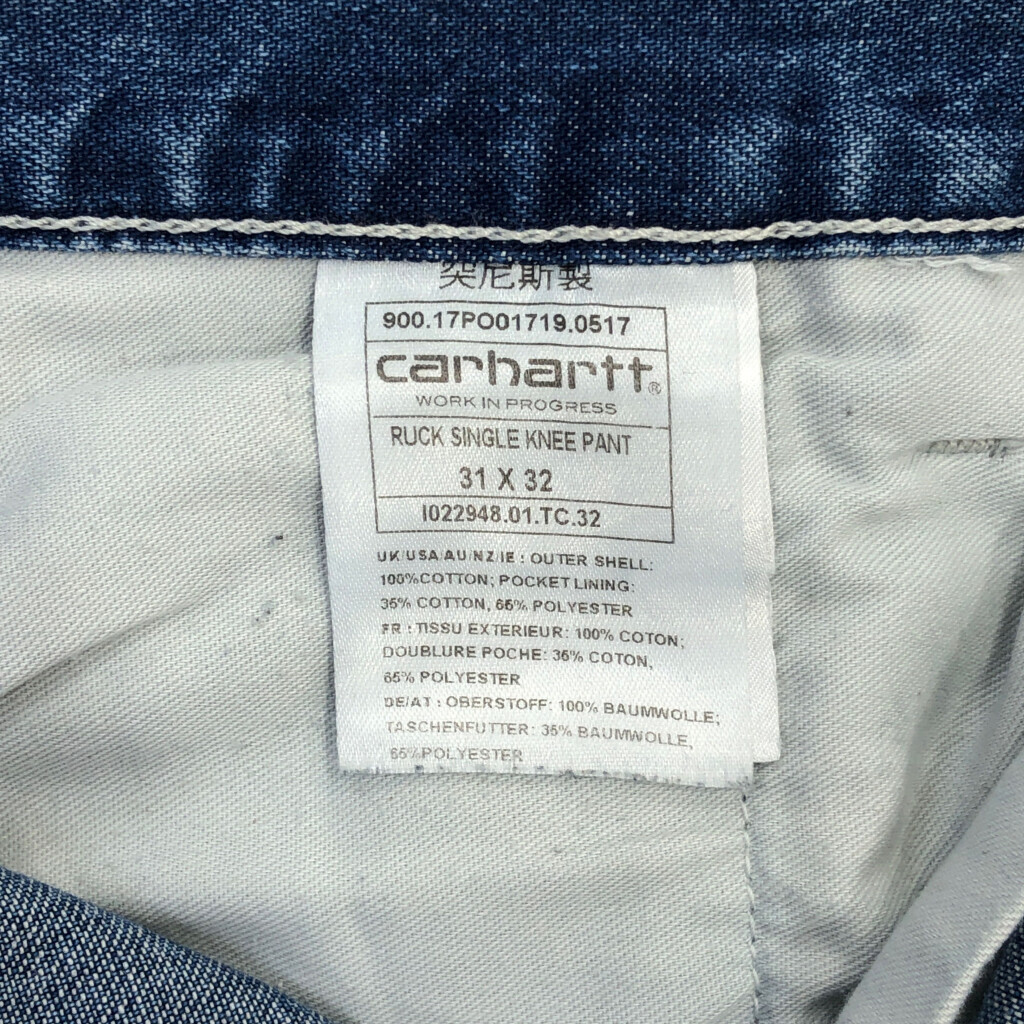 突尼斯製
900.17PO01719.0517
carhartt®
WORK IN PROGRESS
RUCK SINGLE KNEE PANT
31 X 32
I022948.01.TC.32
UK/USA/AU/NZ/IE : OUTER SHELL:
100%COTTON; POCKET LINING:
35% COTTON, 65% POLYESTER
FR : TISSU EXTERIEUR: 100% COTON;
DOUBLURE POCHE: 35% COTON,
65% POLYESTER
DE/AT : OBERSTOFF: 100% BAUMWOLLE;
TASCHENFUTTER: 35% BAUMWOLLE,
65%POLYESTER